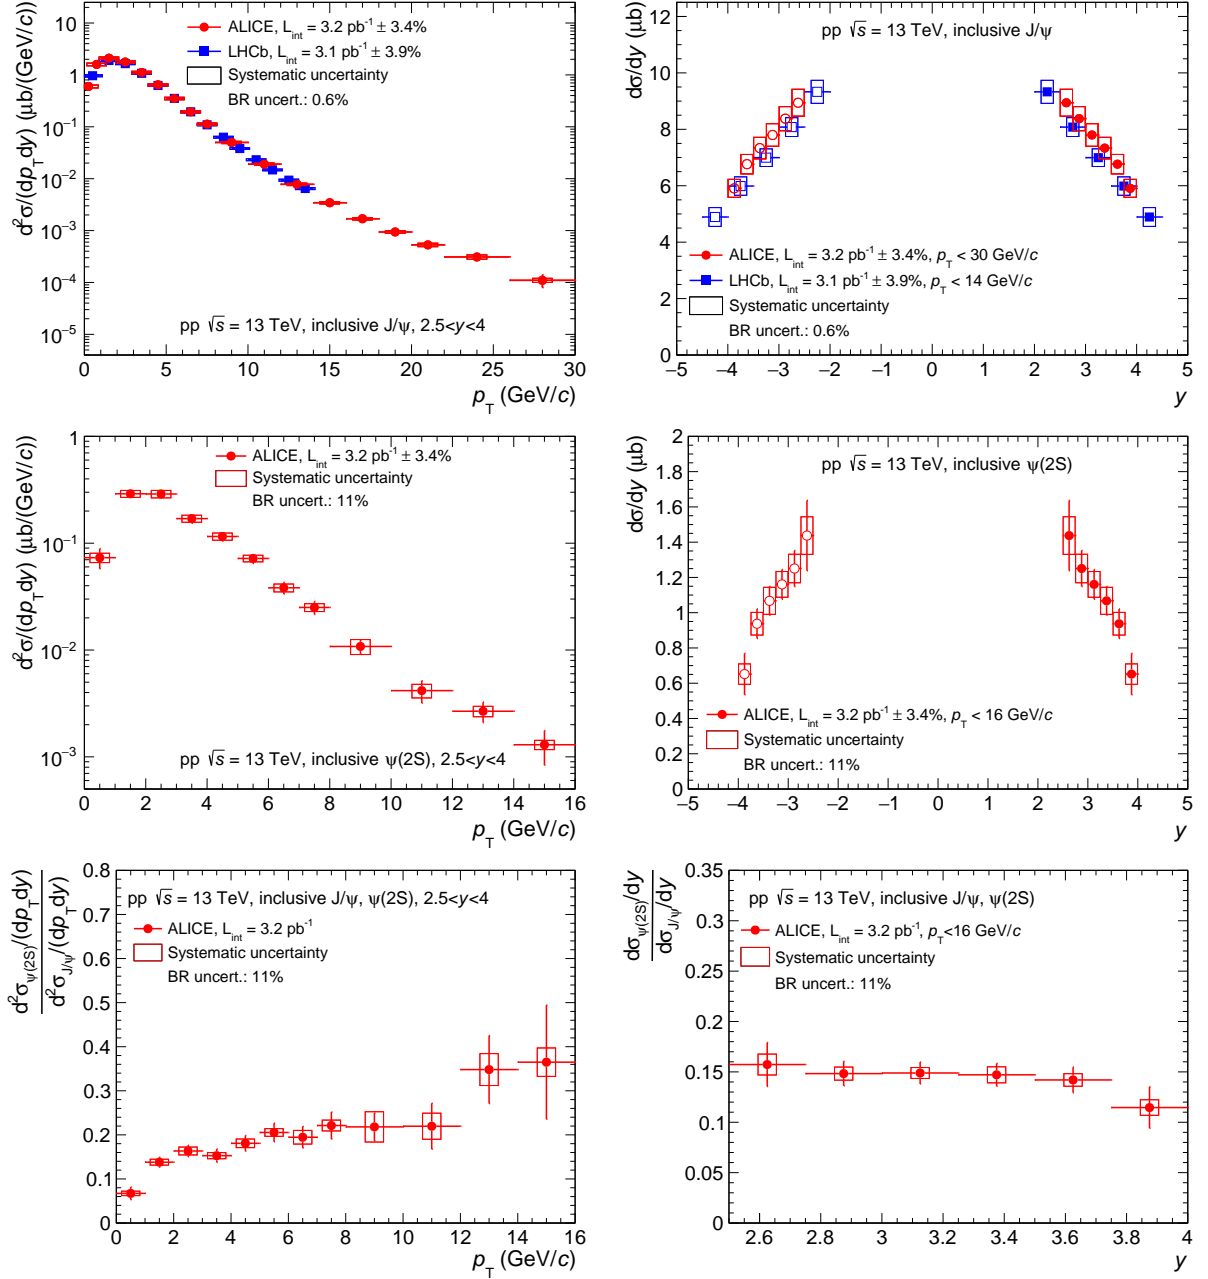 ALICE, L_int = 3.2 pb⁻¹ ± 3.4%
LHCb, L_int = 3.1 pb⁻¹ ± 3.9%
Systematic uncertainty
BR uncert.: 0.6%
pp √s = 13 TeV, inclusive J/ψ, 2.5<y<4
d²σ/(dp_T dy) (μb/(GeV/c))
10
1
10⁻¹
10⁻²
10⁻³
10⁻⁴
10⁻⁵
0 5 10 15 20 25 30
p_T (GeV/c)
pp √s = 13 TeV, inclusive J/ψ
dσ/dy (μb)
12
10
8
6
4
2
0
ALICE, L_int = 3.2 pb⁻¹ ± 3.4%, p_T < 30 GeV/c
LHCb, L_int = 3.1 pb⁻¹ ± 3.9%, p_T < 14 GeV/c
Systematic uncertainty
BR uncert.: 0.6%
−5 −4 −3 −2 −1 0 1 2 3 4 5
y
ALICE, L_int = 3.2 pb⁻¹ ± 3.4%
Systematic uncertainty
BR uncert.: 11%
d²σ/(dp_T dy) (μb/(GeV/c))
1
10⁻¹
10⁻²
10⁻³
pp √s = 13 TeV, inclusive ψ(2S), 2.5<y<4
0 2 4 6 8 10 12 14 16
p_T (GeV/c)
pp √s = 13 TeV, inclusive ψ(2S)
dσ/dy (μb)
2
1.8
1.6
1.4
1.2
1
0.8
0.6
0.4
0.2
0
ALICE, L_int = 3.2 pb⁻¹ ± 3.4%, p_T < 16 GeV/c
Systematic uncertainty
BR uncert.: 11%
−5 −4 −3 −2 −1 0 1 2 3 4 5
y
pp √s = 13 TeV, inclusive J/ψ, ψ(2S), 2.5<y<4
ALICE, L_int = 3.2 pb⁻¹
Systematic uncertainty
BR uncert.: 11%
d²σ_ψ(2S)/(dp_T dy)
d²σ_J/ψ/(dp_T dy)
0.8
0.7
0.6
0.5
0.4
0.3
0.2
0.1
0
0 2 4 6 8 10 12 14 16
p_T (GeV/c)
pp √s = 13 TeV, inclusive J/ψ, ψ(2S)
ALICE, L_int = 3.2 pb⁻¹, p_T<16 GeV/c
Systematic uncertainty
BR uncert.: 11%
dσ_ψ(2S)/dy
dσ_J/ψ/dy
0.35
0.3
0.25
0.2
0.15
0.1
0.05
0
2.6 2.8 3 3.2 3.4 3.6 3.8 4
y